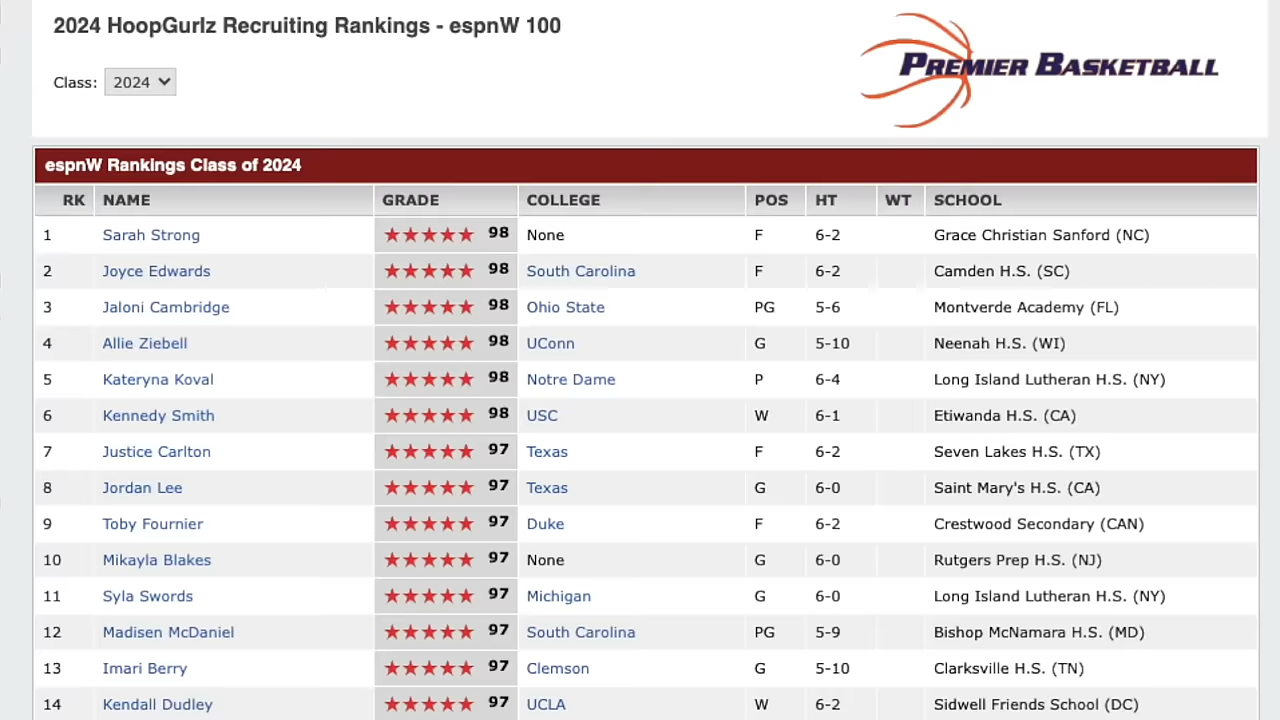 2024 HoopGurlz Recruiting Rankings - espnW 100
PREMIER BASKETBALL
Class: 2024
espnW Rankings Class of 2024
RK NAME GRADE COLLEGE POS HT WT SCHOOL
1 Sarah Strong 98 None F 6-2 Grace Christian Sanford (NC)
2 Joyce Edwards 98 South Carolina F 6-2 Camden H.S. (SC)
3 Jaloni Cambridge 98 Ohio State PG 5-6 Montverde Academy (FL)
4 Allie Ziebell 98 UConn G 5-10 Neenah H.S. (WI)
5 Kateryna Koval 98 Notre Dame P 6-4 Long Island Lutheran H.S. (NY)
6 Kennedy Smith 98 USC W 6-1 Etiwanda H.S. (CA)
7 Justice Carlton 97 Texas F 6-2 Seven Lakes H.S. (TX)
8 Jordan Lee 97 Texas G 6-0 Saint Mary's H.S. (CA)
9 Toby Fournier 97 Duke F 6-2 Crestwood Secondary (CAN)
10 Mikayla Blakes 97 None G 6-0 Rutgers Prep H.S. (NJ)
11 Syla Swords 97 Michigan G 6-0 Long Island Lutheran H.S. (NY)
12 Madisen McDaniel 97 South Carolina PG 5-9 Bishop McNamara H.S. (MD)
13 Imari Berry 97 Clemson G 5-10 Clarksville H.S. (TN)
14 Kendall Dudley 97 UCLA W 6-2 Sidwell Friends School (DC)